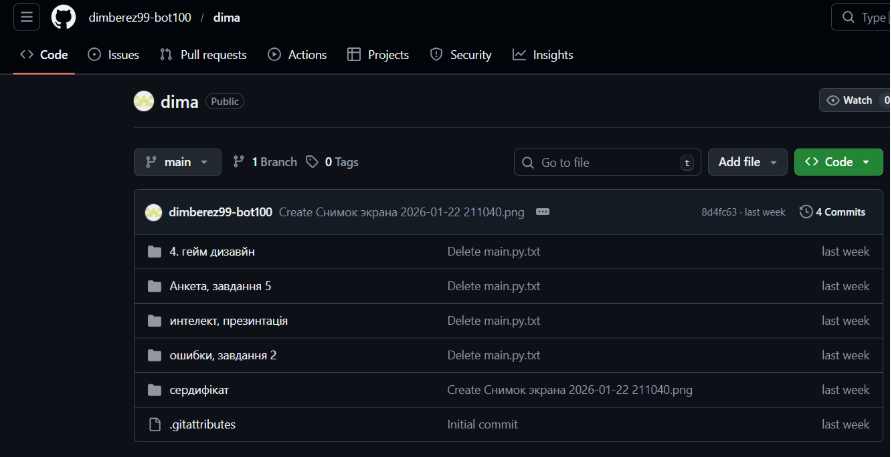 dimberez99-bot100 / dima
Type
Code Issues Pull requests Actions Projects Security Insights
dima Public
Watch 0
main 1 Branch 0 Tags Go to file t Add file Code
dimberez99-bot100 Create Снимок экрана 2026-01-22 211040.png 8d4fc63 · last week 4 Commits
4. гейм дизавйн Delete main.py.txt last week
Анкета, завдання 5 Delete main.py.txt last week
интелект, презинтація Delete main.py.txt last week
ошибки, завдання 2 Delete main.py.txt last week
сердифікат Create Снимок экрана 2026-01-22 211040.png last week
.gitattributes Initial commit last week